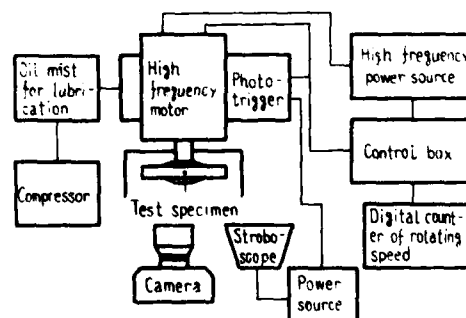 Oil mist
for lubri-
cation
High
frequency
motor
Photo-
trigger
High frequency
power source
Compressor
Control box
Test specimen
Digital count-
er of rotating
speed
Strobo-
scope
Camera
Power
source